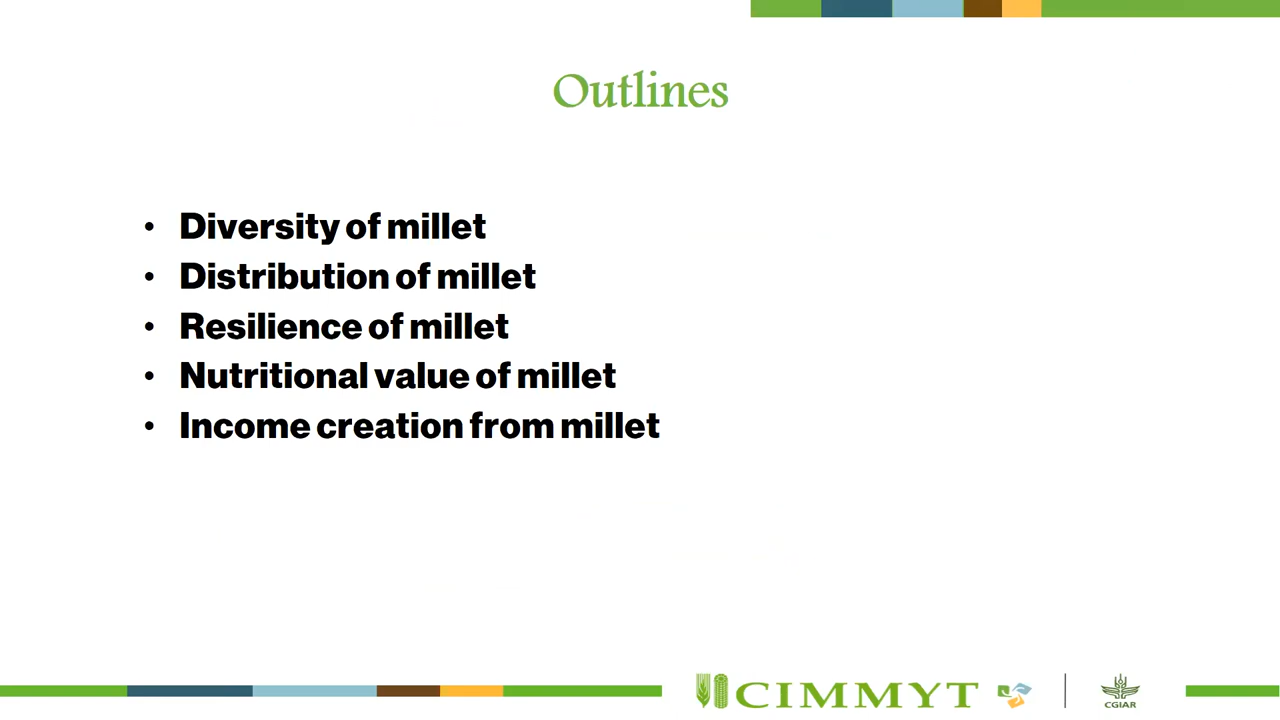 Outlines
• Diversity of millet
• Distribution of millet
• Resilience of millet
• Nutritional value of millet
• Income creation from millet
CIMMYT
CGIAR